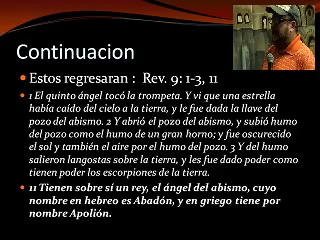 Continuacion
Estos regresaran : Rev. 9: 1-3, 11
1 El quinto ángel tocó la trompeta. Y vi que una estrella
había caído del cielo a la tierra, y le fue dada la llave del
pozo del abismo. 2 Y abrió el pozo del abismo, y subió humo
del pozo como el humo de un gran horno; y fue oscurecido
el sol y también el aire por el humo del pozo. 3 Y del humo
salieron langostas sobre la tierra, y les fue dado poder como
tienen poder los escorpiones de la tierra.
11 Tienen sobre sí un rey, el ángel del abismo, cuyo
nombre en hebreo es Abadón, y en griego tiene por
nombre Apolión.